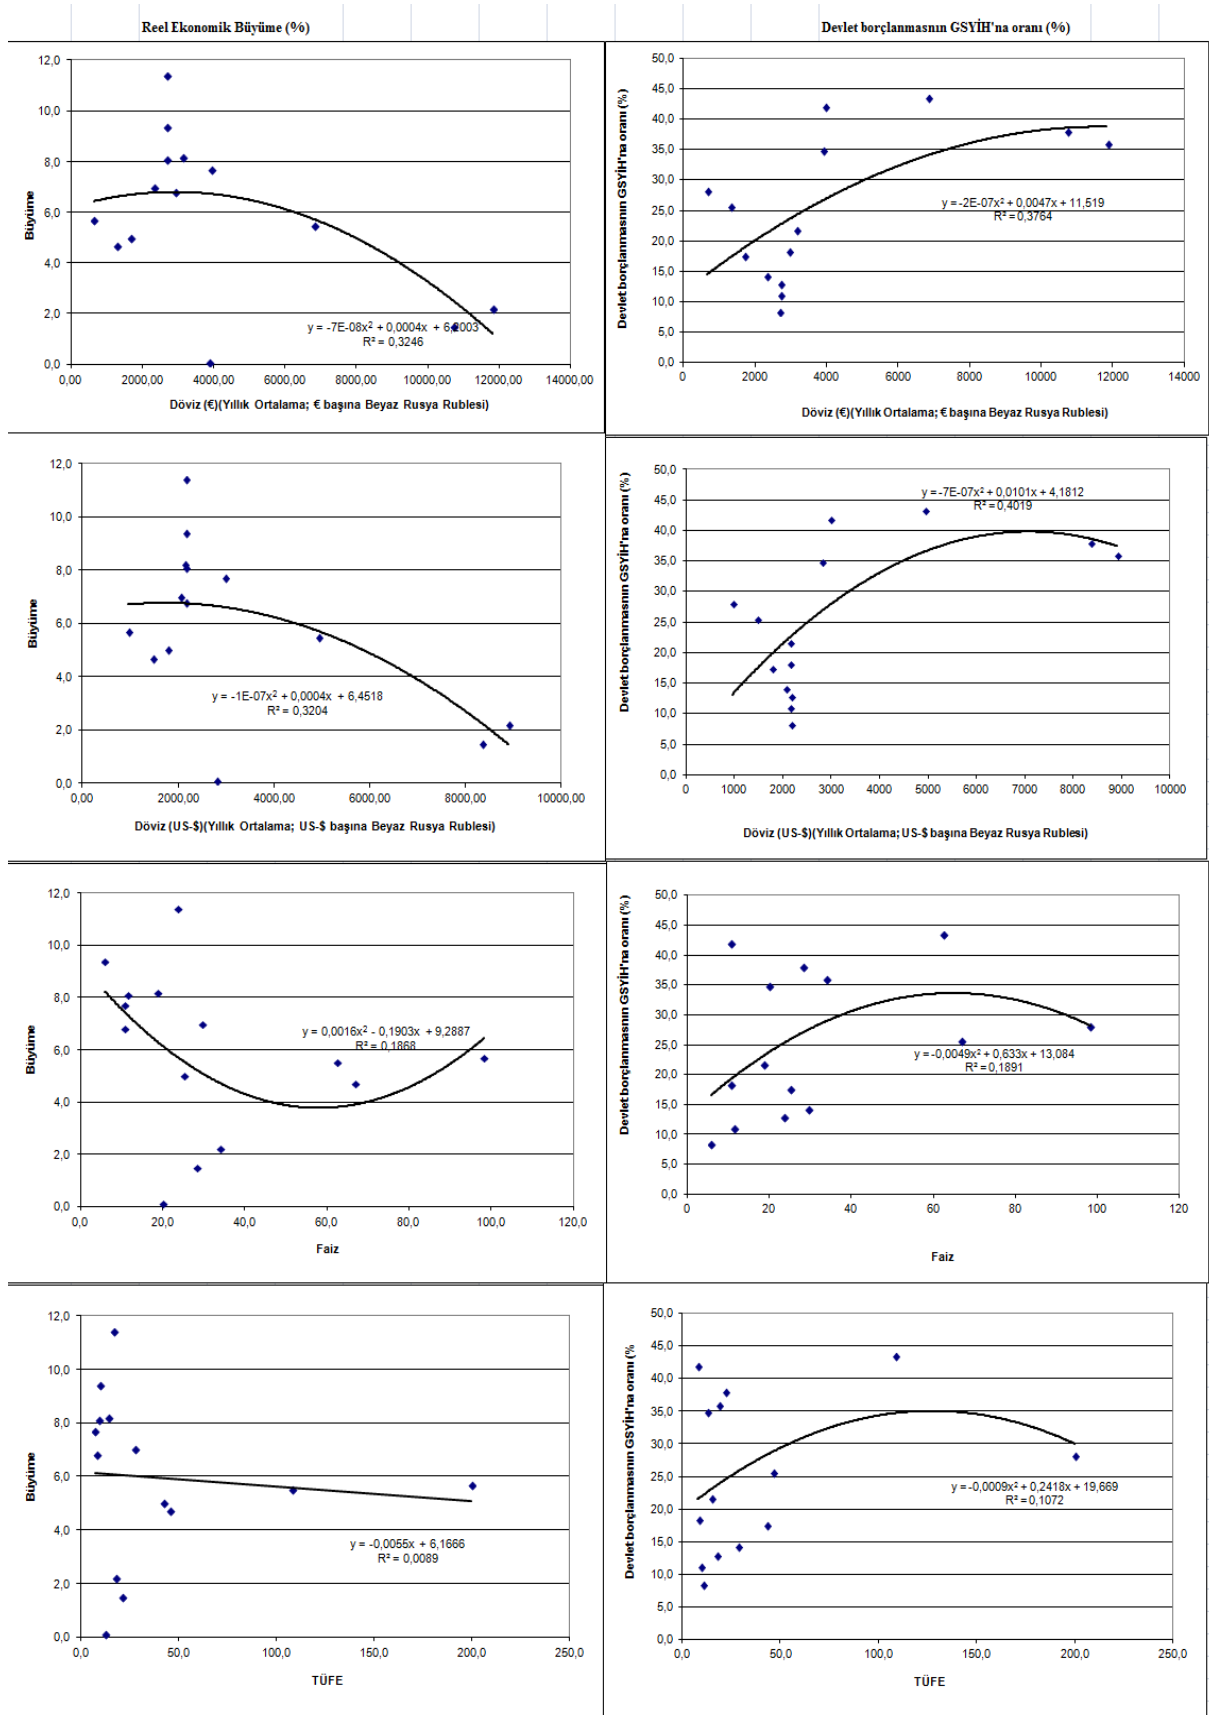 Reel Ekonomik Büyüme (%)
Devlet borçlanmasnın GSYİH'na oranı (%)
12,0
10,0
8,0
6,0
4,0
2,0
0,0
Büyüme
y = -7E-08x² + 0,0004x + 6,2003
R² = 0,3246
0,00 2000,00 4000,00 6000,00 8000,00 10000,00 12000,00 14000,00
Döviz (€)(Yıllık Ortalama; € başına Beyaz Rusya Rublesi)
50,0
45,0
40,0
35,0
30,0
25,0
20,0
15,0
10,0
5,0
0,0
Devlet borçlanmasnın GSYİH'na oranı (%)
y = -2E-07x² + 0,0047x + 11,519
R² = 0,3764
0 2000 4000 6000 8000 10000 12000 14000
Döviz (€)(Yıllık Ortalama; € başına Beyaz Rusya Rublesi)
12,0
10,0
8,0
6,0
4,0
2,0
0,0
Büyüme
y = -1E-07x² + 0,0004x + 6,4518
R² = 0,3204
0,00 2000,00 4000,00 6000,00 8000,00 10000,00
Döviz (US-$)(Yıllık Ortalama; US-$ başına Beyaz Rusya Rublesi)
50,0
45,0
40,0
35,0
30,0
25,0
20,0
15,0
10,0
5,0
0,0
Devlet borçlanmasnın GSYİH'na oranı (%)
y = -7E-07x² + 0,0101x + 4,1812
R² = 0,4019
0 1000 2000 3000 4000 5000 6000 7000 8000 9000 10000
Döviz (US-$)(Yıllık Ortalama; US-$ başına Beyaz Rusya Rublesi)
12,0
10,0
8,0
6,0
4,0
2,0
0,0
Büyüme
y = 0,0016x² - 0,1903x + 9,2887
R² = 0,1868
0,0 20,0 40,0 60,0 80,0 100,0 120,0
Faiz
50,0
45,0
40,0
35,0
30,0
25,0
20,0
15,0
10,0
5,0
0,0
Devlet borçlanmasnın GSYİH'na oranı (%)
y = -0,0049x² + 0,633x + 13,084
R² = 0,1891
0 20 40 60 80 100 120
Faiz
12,0
10,0
8,0
6,0
4,0
2,0
0,0
Büyüme
y = -0,0055x + 6,1666
R² = 0,0089
0,0 50,0 100,0 150,0 200,0 250,0
TÜFE
50,0
45,0
40,0
35,0
30,0
25,0
20,0
15,0
10,0
5,0
0,0
Devlet borçlanmasnın GSYİH'na oranı (%
y = -0,0009x² + 0,2418x + 19,669
R² = 0,1072
0,0 50,0 100,0 150,0 200,0 250,0
TÜFE